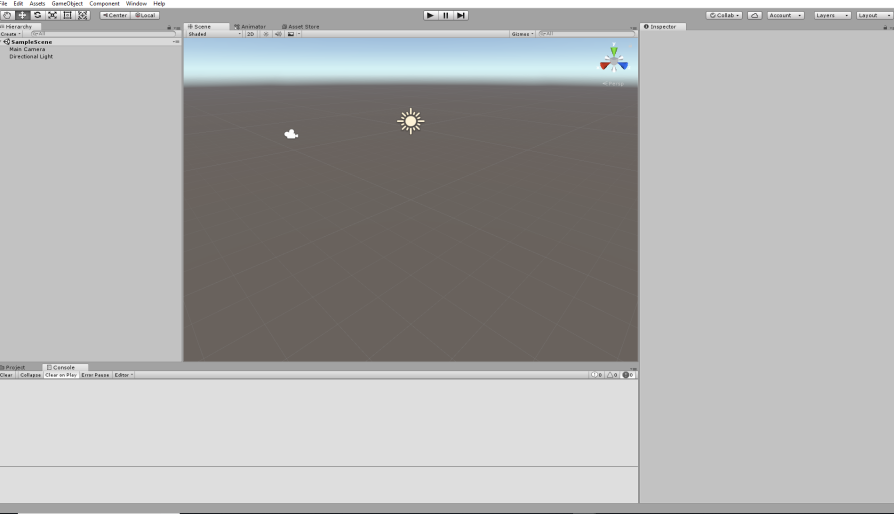 File Edit Assets GameObject Component Window Help
Center Local Collab Account Layers Layout
Hierarchy
Create
SampleScene
Main Camera
Directional Light
Scene Animator Asset Store
Shaded 2D Gizmos
Persp
Inspector
Project Console
Clear Collapse Clear on Play Error Pause Editor 0 0 0